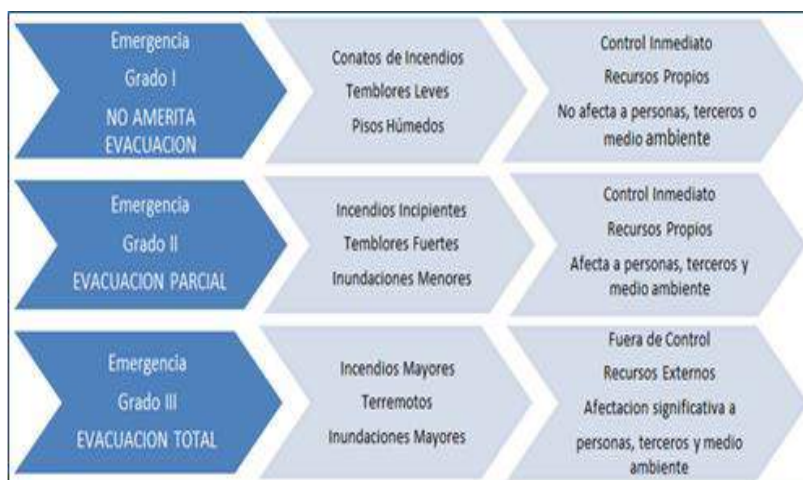 Emergencia
Grado I
NO AMERITA
EVACUACION
Conatos de Incendios
Temblores Leves
Pisos Húmedos
Control Inmediato
Recursos Propios
No afecta a personas, terceros o
medio ambiente
Emergencia
Grado II
EVACUACION PARCIAL
Incendios Incipientes
Temblores Fuertes
Inundaciones Menores
Control Inmediato
Recursos Propios
Afecta a personas, terceros y
medio ambiente
Emergencia
Grado III
EVACUACION TOTAL
Incendios Mayores
Terremotos
Inundaciones Mayores
Fuera de Control
Recursos Externos
Afectacion significativa a
personas, terceros y medio
ambiente